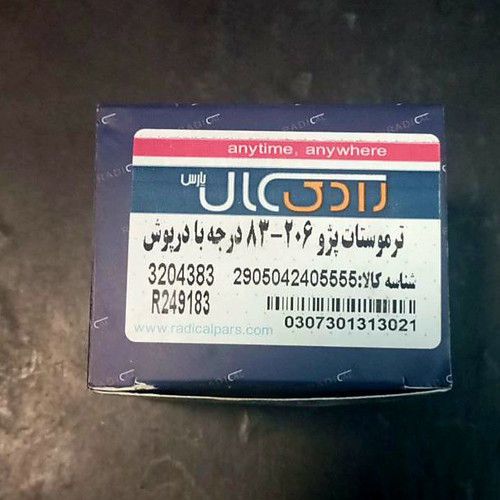 anytime, anywhere
رادیکال پارس
ترموستات پژو ۲۰۶-۸۳ درجه با درپوش
3204383 شناسه کالا:2905042405555
R249183
0307301313021
www.radicalpars.com